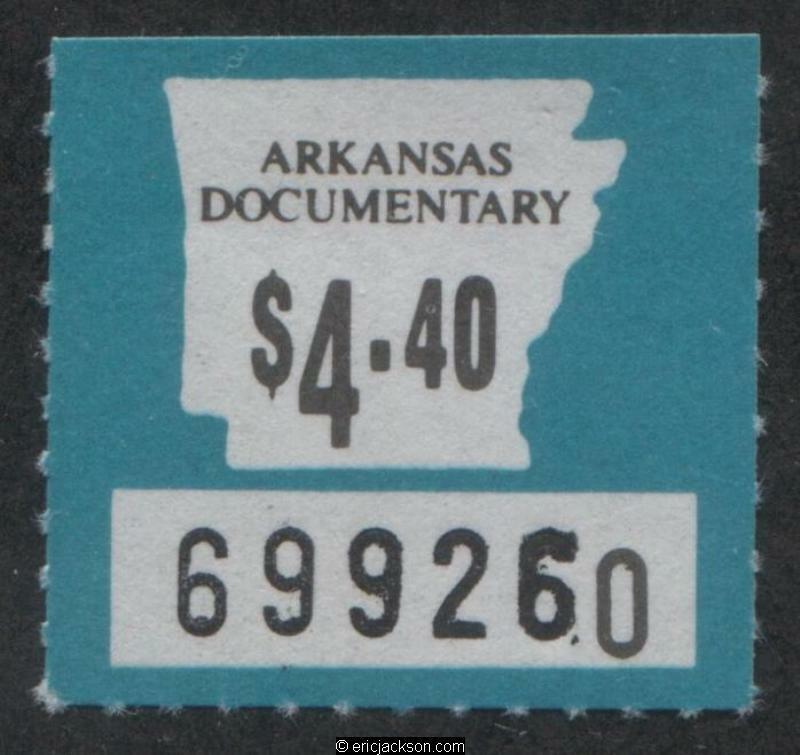 ARKANSAS
DOCUMENTARY
$4.40
699260
© ericjackson.com